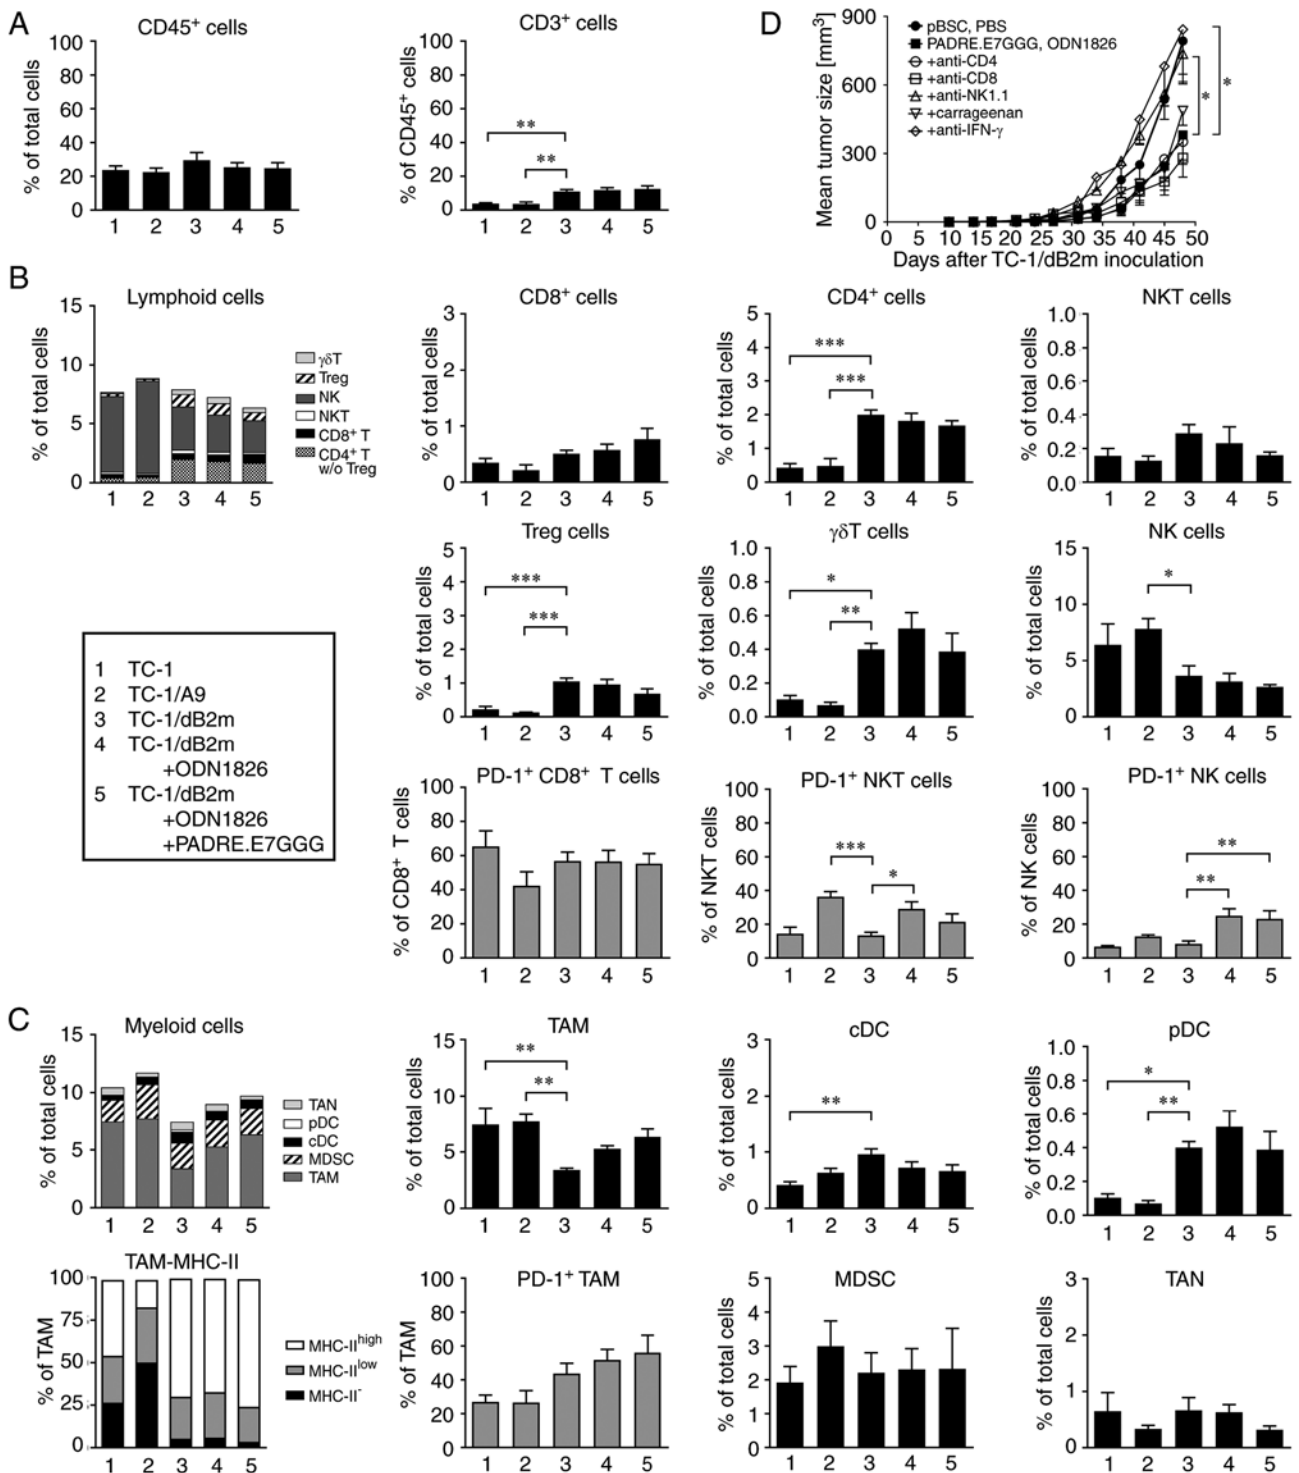 A
CD45+ cells
% of total cells
100
80
60
40
20
0
1 2 3 4 5
CD3+ cells
% of CD45+ cells
100
80
60
40
20
0
**
**
1 2 3 4 5
D
Mean tumor size [mm3]
900
600
300
0
pBSC, PBS
PADRE.E7GGG, ODN1826
+anti-CD4
+anti-CD8
+anti-NK1.1
+carrageenan
+anti-IFN-γ
*
*
0 5 10 15 20 25 30 35 40 45 50
Days after TC-1/dB2m inoculation
B
Lymphoid cells
% of total cells
15
10
5
0
1 2 3 4 5
γδT
Treg
NK
NKT
CD8+ T
CD4+ T
w/o Treg
CD8+ cells
% of total cells
3
2
1
0
1 2 3 4 5
CD4+ cells
% of total cells
5
4
3
2
1
0
***
***
1 2 3 4 5
NKT cells
% of total cells
1.0
0.8
0.6
0.4
0.2
0.0
1 2 3 4 5
1 TC-1
2 TC-1/A9
3 TC-1/dB2m
4 TC-1/dB2m
+ODN1826
5 TC-1/dB2m
+ODN1826
+PADRE.E7GGG
Treg cells
% of total cells
5
4
3
2
1
0
***
***
1 2 3 4 5
γδT cells
% of total cells
1.0
0.8
0.6
0.4
0.2
0.0
*
**
1 2 3 4 5
NK cells
% of total cells
15
10
5
0
*
1 2 3 4 5
PD-1+ CD8+ T cells
% of CD8+ T cells
100
80
60
40
20
0
1 2 3 4 5
PD-1+ NKT cells
% of NKT cells
100
80
60
40
20
0
***
*
1 2 3 4 5
PD-1+ NK cells
% of NK cells
100
80
60
40
20
0
**
**
1 2 3 4 5
C
Myeloid cells
% of total cells
15
10
5
0
1 2 3 4 5
TAN
pDC
cDC
MDSC
TAM
TAM
% of total cells
15
10
5
0
**
**
1 2 3 4 5
cDC
% of total cells
3
2
1
0
**
1 2 3 4 5
pDC
% of total cells
1.0
0.8
0.6
0.4
0.2
0.0
*
**
1 2 3 4 5
TAM-MHC-II
% of TAM
100
75
50
25
0
1 2 3 4 5
MHC-IIhigh
MHC-IIlow
MHC-II-
PD-1+ TAM
% of TAM
100
80
60
40
20
0
1 2 3 4 5
MDSC
% of total cells
5
4
3
2
1
0
1 2 3 4 5
TAN
% of total cells
3
2
1
0
1 2 3 4 5